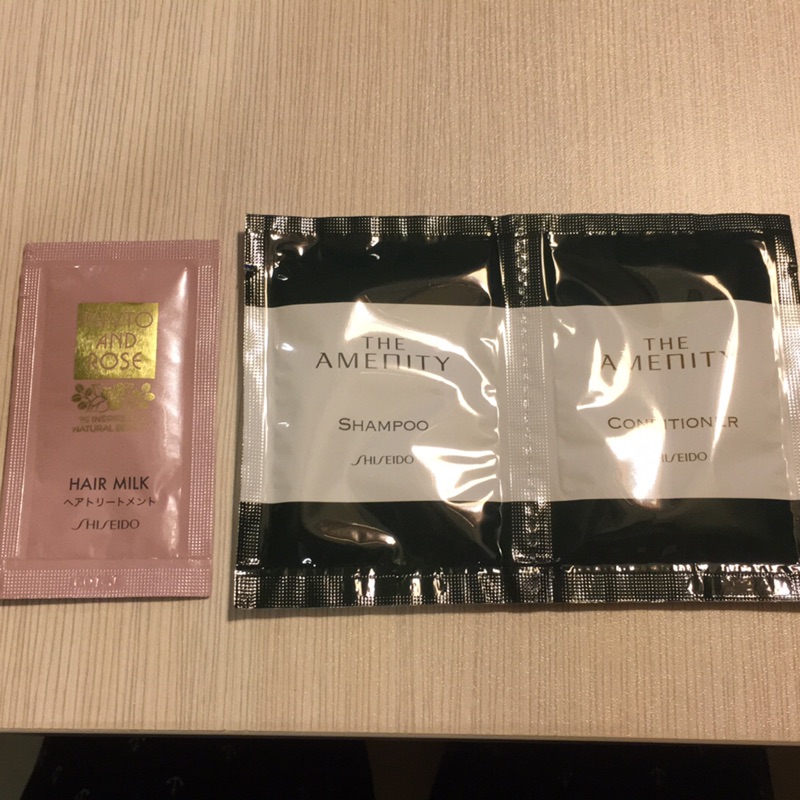 AND
ROSE
HAIR MILK
ヘアトリートメント
SHISEIDO
THE
AMENITY
SHAMPOO
SHISEIDO
THE
AMENITY
CONDITIONER
SHISEIDO